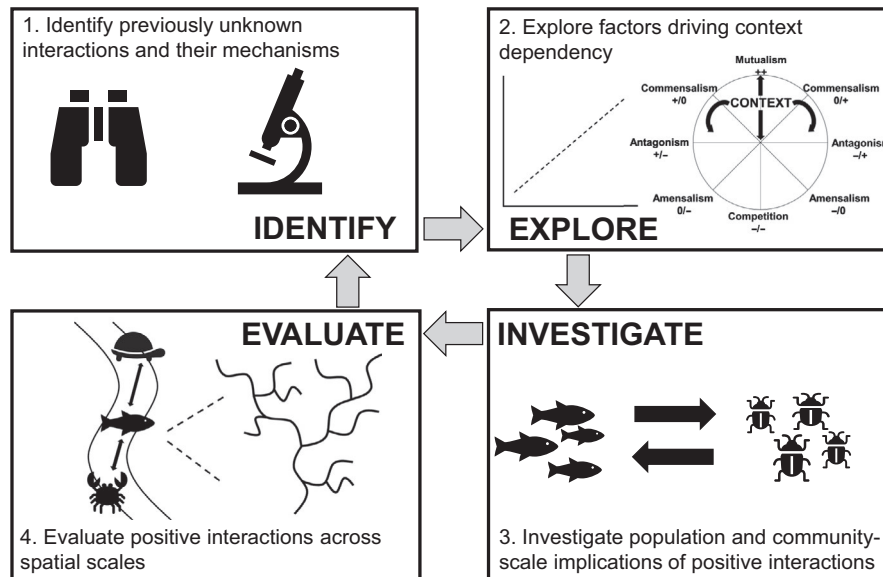 1. Identify previously unknown
interactions and their mechanisms
IDENTIFY
2. Explore factors driving context
dependency
Mutualism
++
Commensalism
+/0
Commensalism
0/+
CONTEXT
Antagonism
+/−
Antagonism
−/+
Amensalism
0/−
Amensalism
−/0
Competition
−/−
EXPLORE
EVALUATE
4. Evaluate positive interactions across
spatial scales
INVESTIGATE
3. Investigate population and community-
scale implications of positive interactions